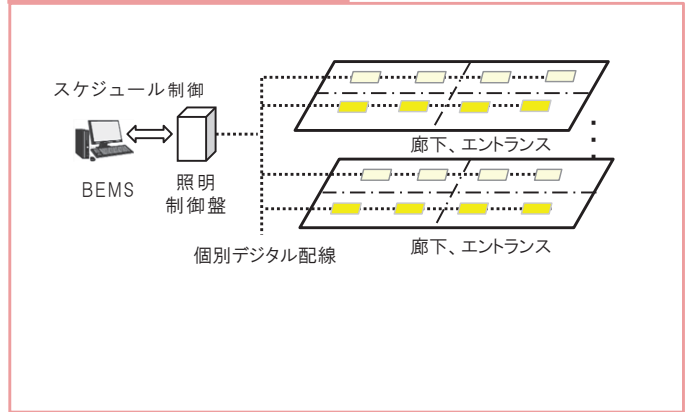 スケジュール制御
BEMS
照明
制御盤
個別デジタル配線
廊下、エントランス
廊下、エントランス